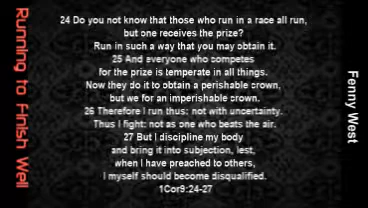 Running to Finish Well
24 Do you not know that those who run in a race all run,
but one receives the prize?
Run in such a way that you may obtain it.
25 And everyone who competes
for the prize is temperate in all things.
Now they do it to obtain a perishable crown,
but we for an imperishable crown.
26 Therefore I run thus: not with uncertainty.
Thus I fight: not as one who beats the air.
27 But I discipline my body
and bring it into subjection, lest,
when I have preached to others,
I myself should become disqualified.
1Cor9:24-27
Fenny West